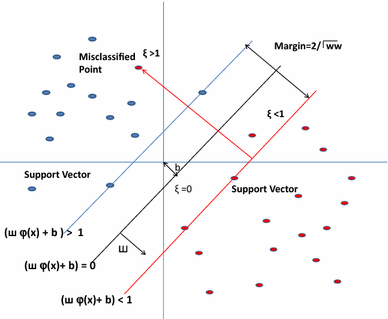 Misclassified
Point
ξ >1
Margin=2/√ww
ξ <1
b
Support Vector
ξ =0
Support Vector
(ш φ(x) + b ) > 1
Ш
(ш φ(x)+ b) = 0
(ш φ(x)+ b) < 1